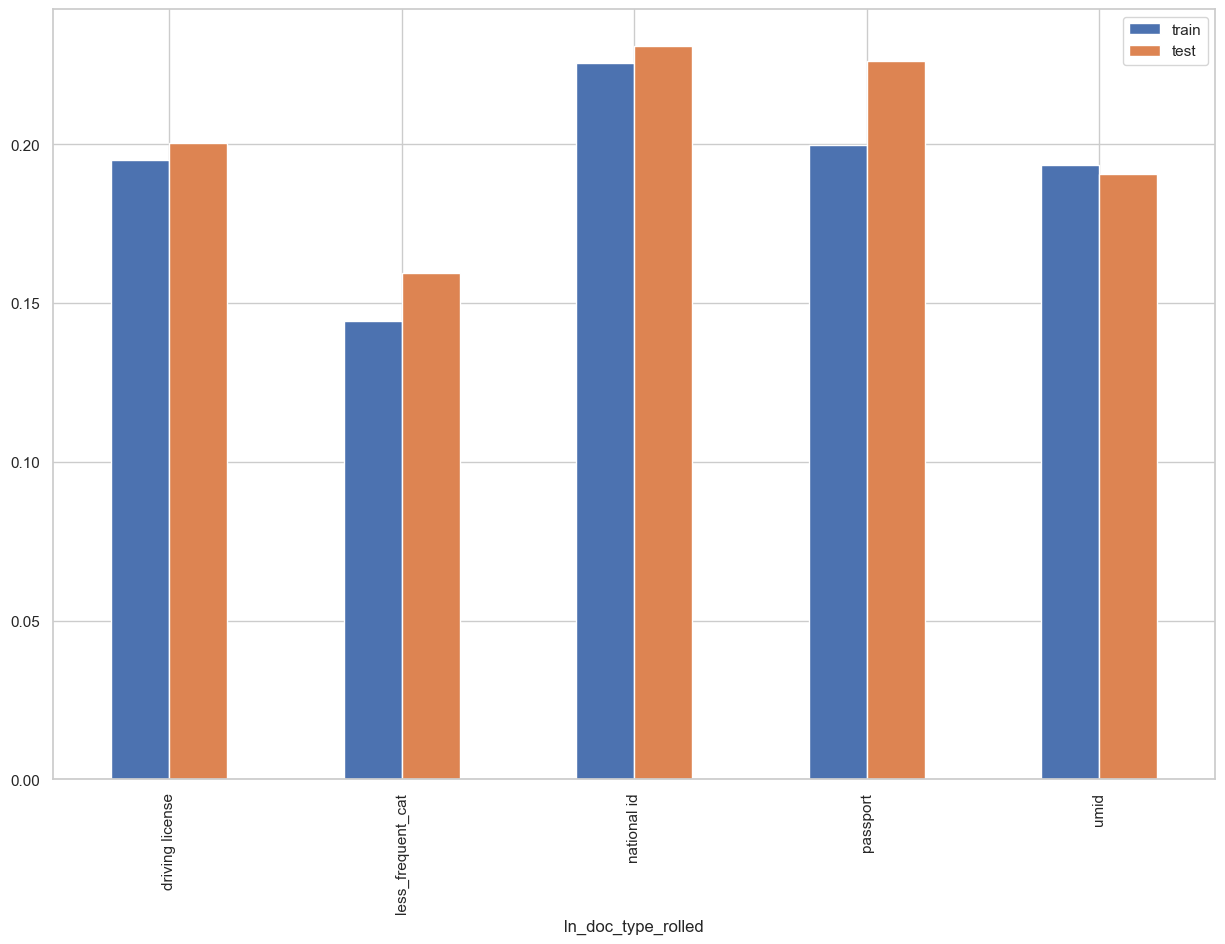 train
test
0.20
0.15
0.10
0.05
0.00
driving license
less_frequent_cat
national id
passport
umid
ln_doc_type_rolled